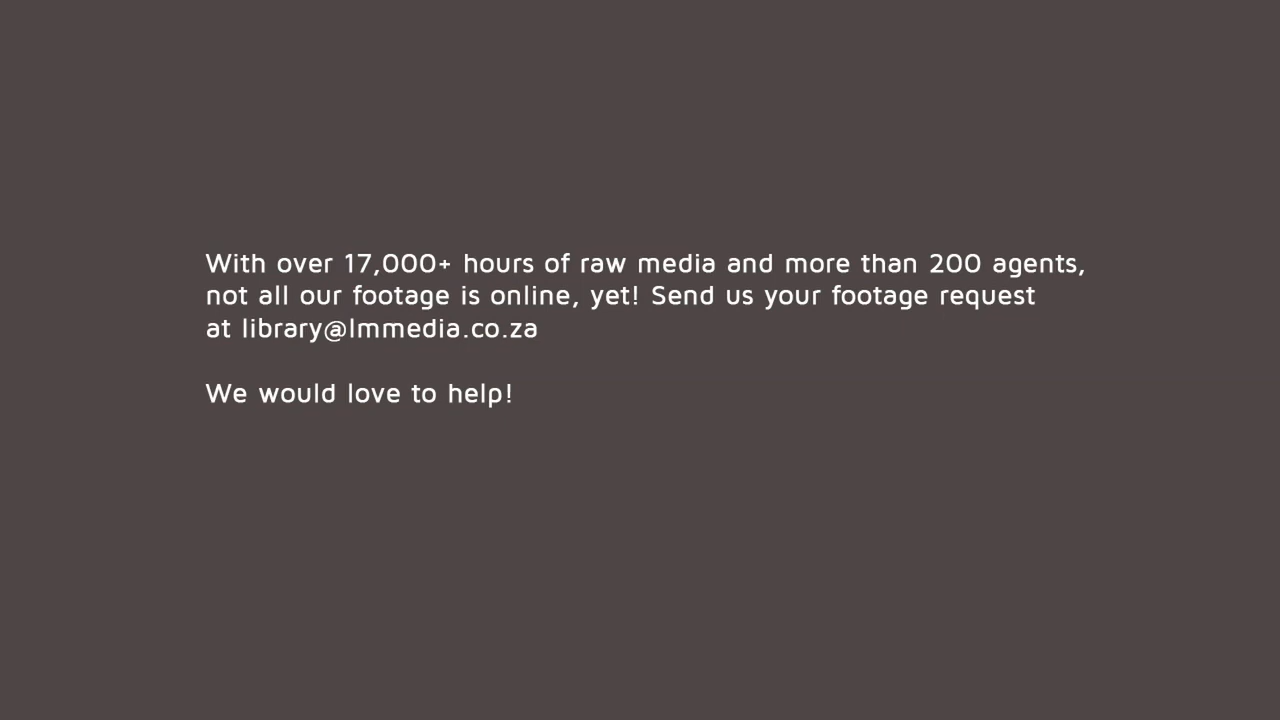 With over 17,000+ hours of raw media and more than 200 agents,
not all our footage is online, yet! Send us your footage request
at library@lmmedia.co.za
We would love to help!